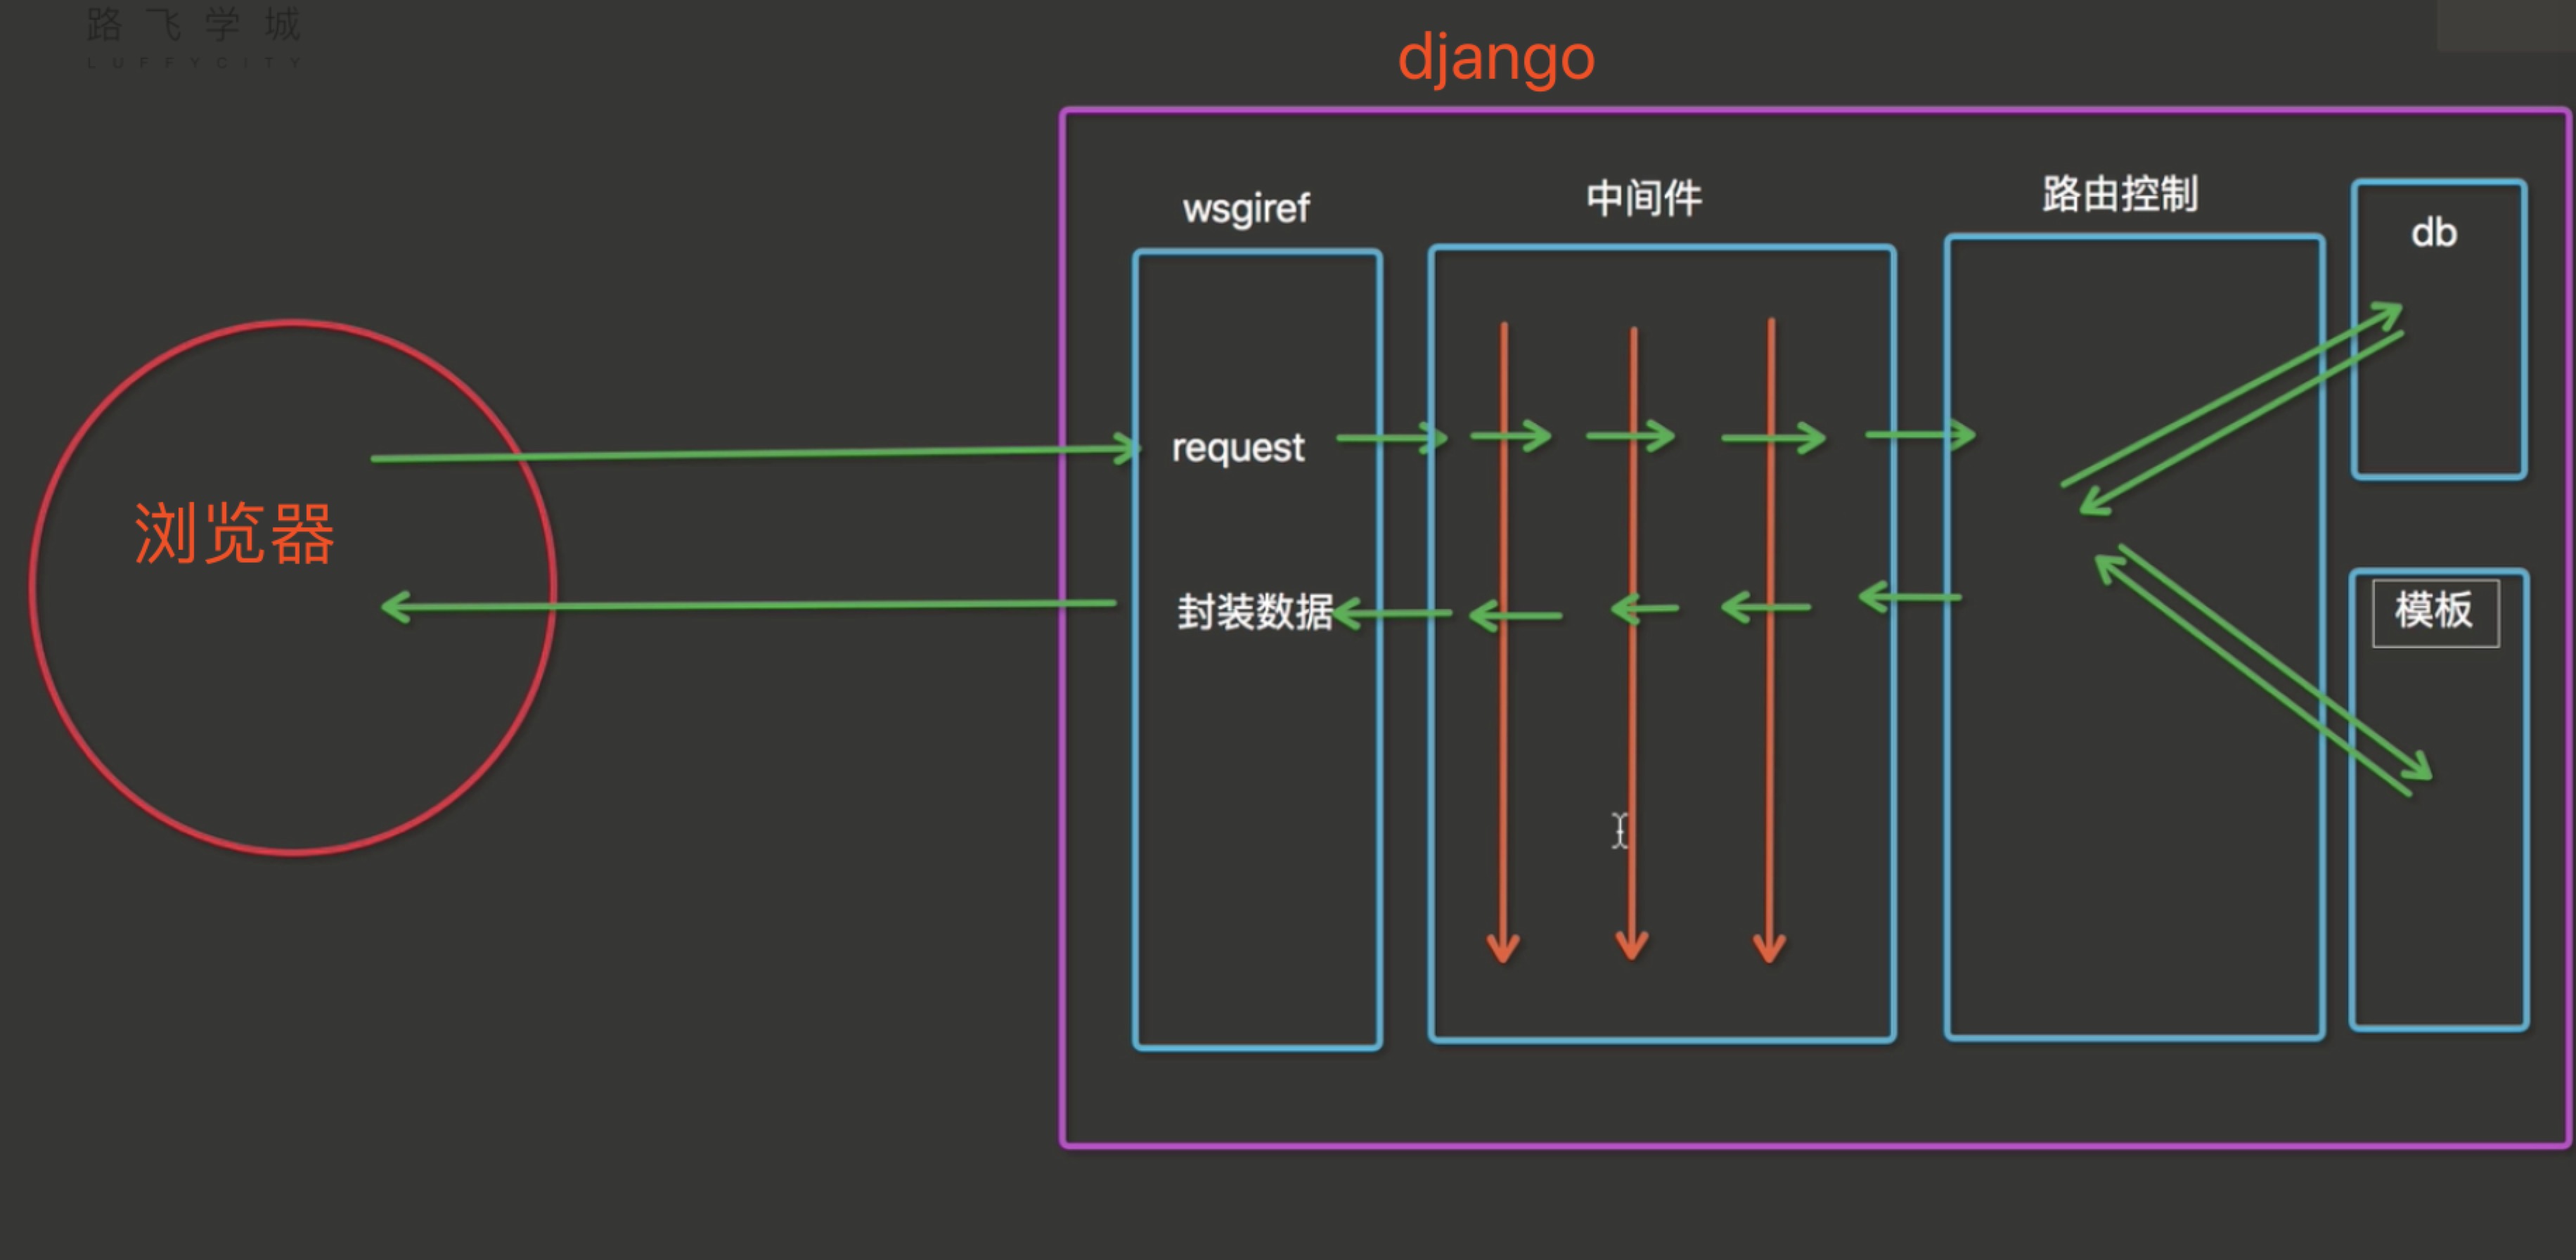 路飞学城
LUFFYCITY
django
wsgiref
中间件
路由控制
db
request
浏览器
封装数据
模板